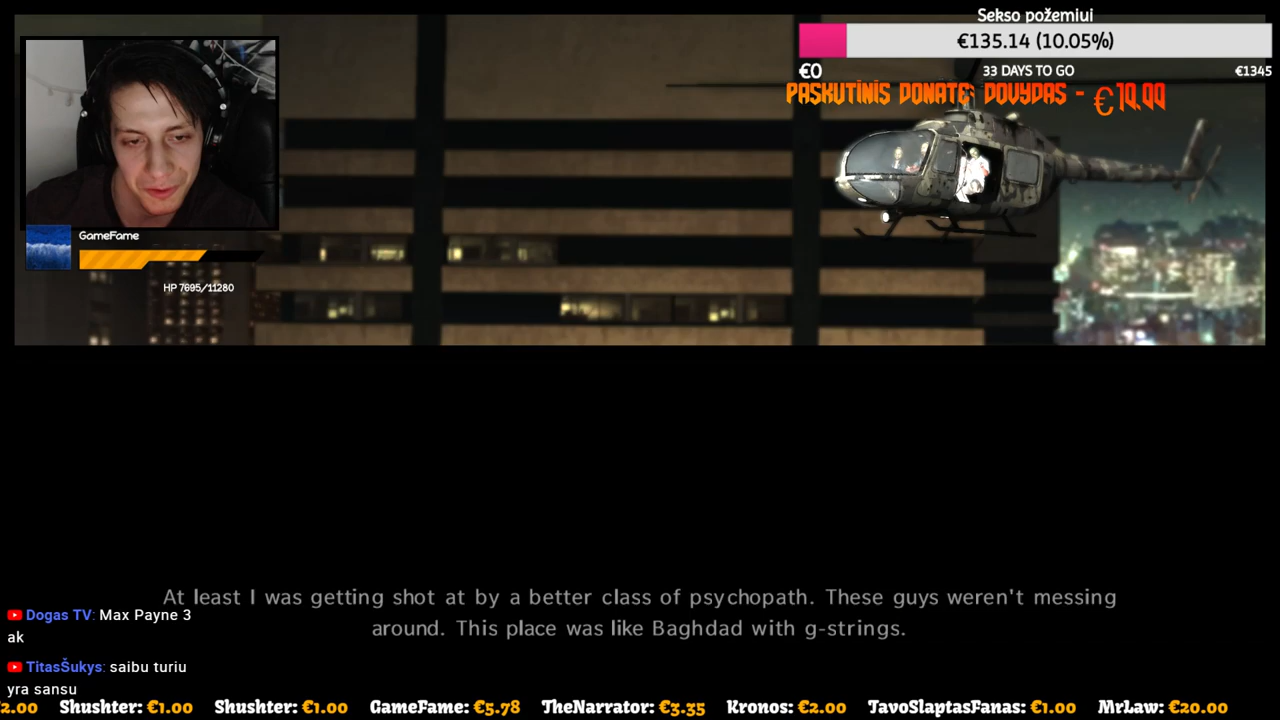 Sekso požemiui
€135.14 (10.05%)
€0 33 DAYS TO GO €1345
PASKUTINIS DONATE: DOVYDAS - €10.00
GameFame
HP 7695/11280
At least I was getting shot at by a better class of psychopath. These guys weren't messing
around. This place was like Baghdad with g-strings.
Dogas TV: Max Payne 3
ak
TitasŠukys: saibu turiu
yra sansu
2.00 Shushter: €1.00 Shushter: €1.00 GameFame: €5.78 TheNarrator: €3.35 Kronos: €2.00 TavoSlaptasFanas: €1.00 MrLaw: €20.00